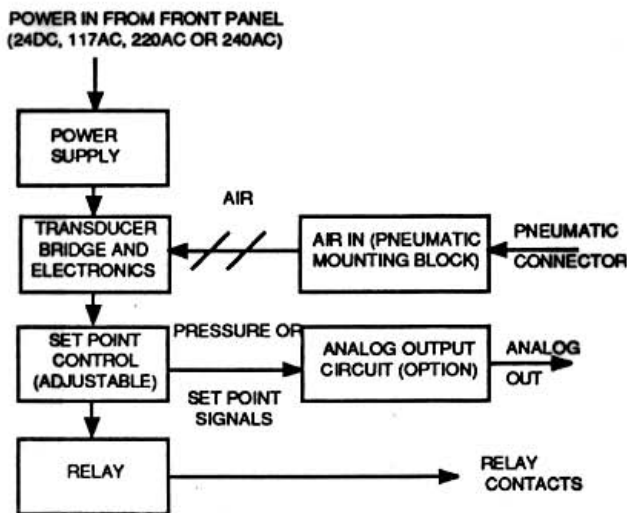 POWER IN FROM FRONT PANEL
(24DC, 117AC, 220AC OR 240AC)
POWER
SUPPLY
AIR
TRANSDUCER
BRIDGE AND
ELECTRONICS
AIR IN (PNEUMATIC
MOUNTING BLOCK)
PNEUMATIC
CONNECTOR
SET POINT
CONTROL
(ADJUSTABLE)
PRESSURE OR
SET POINT
SIGNALS
ANALOG OUTPUT
CIRCUIT (OPTION)
ANALOG
OUT
RELAY
RELAY
CONTACTS